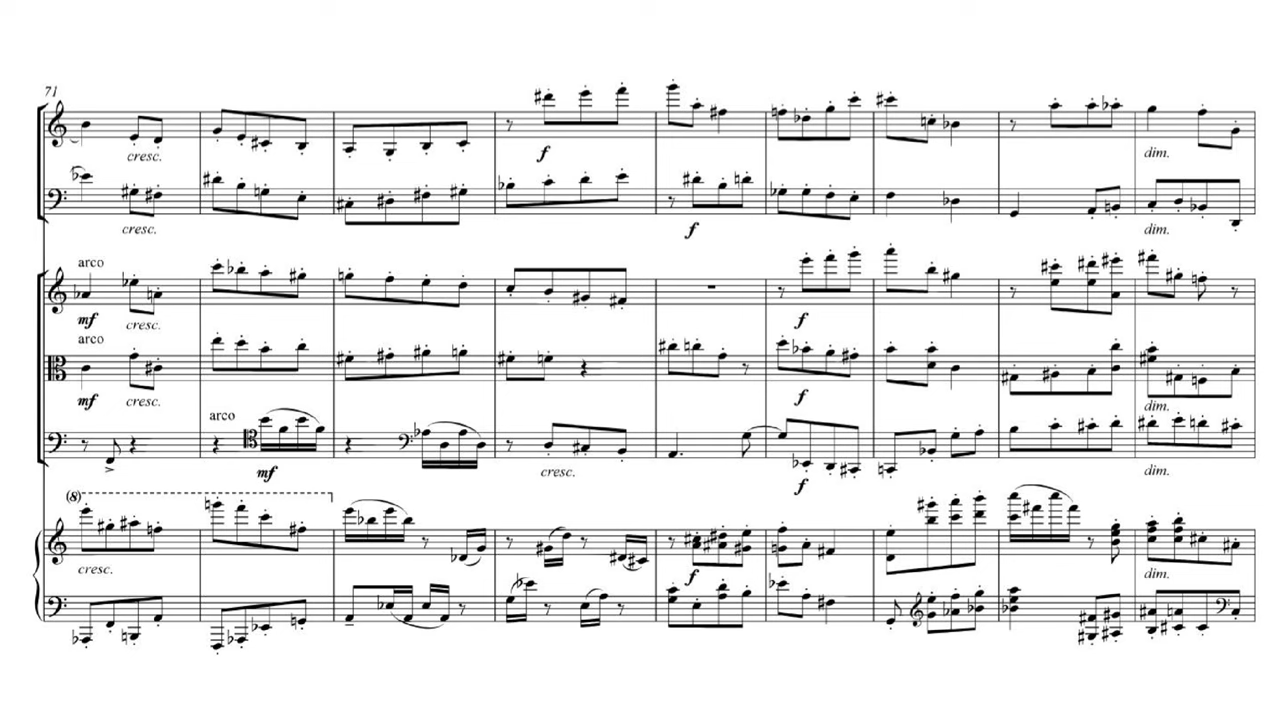 71
cresc.
f
cresc.
f
dim.
dim.
arco
mf
cresc.
f
arco
mf
cresc.
f
dim.
arco
mf
cresc.
f
dim.
(8)
cresc.
f
dim.